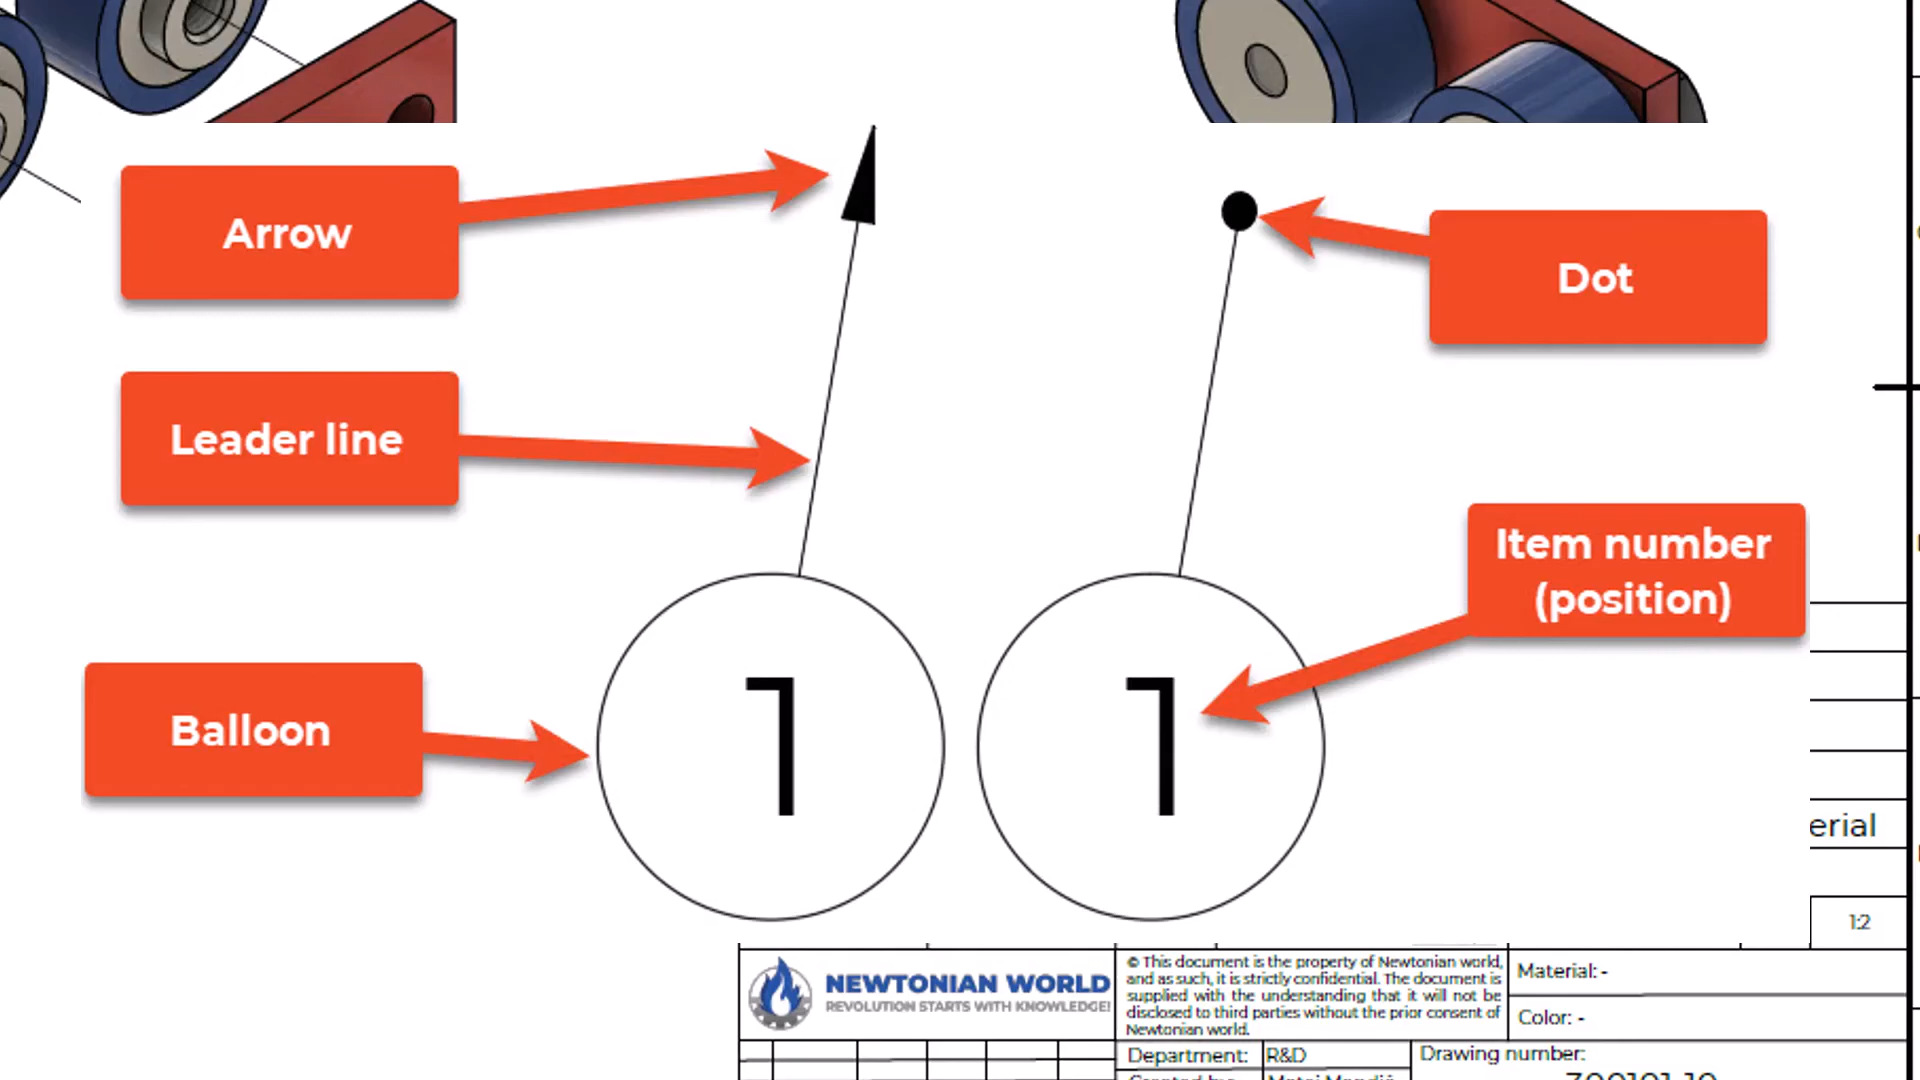 Arrow
Dot
Leader line
Item number
(position)
Balloon
1
1
erial
1:2
NEWTONIAN WORLD
REVOLUTION STARTS WITH KNOWLEDGE!
© This document is the property of Newtonian world,
and as such, it is strictly confidential. The document is
supplied with the understanding that it will not be
disclosed to third parties without the prior consent of
Newtonian world.
Material: -
Color: -
Department:
R&D
Drawing number: